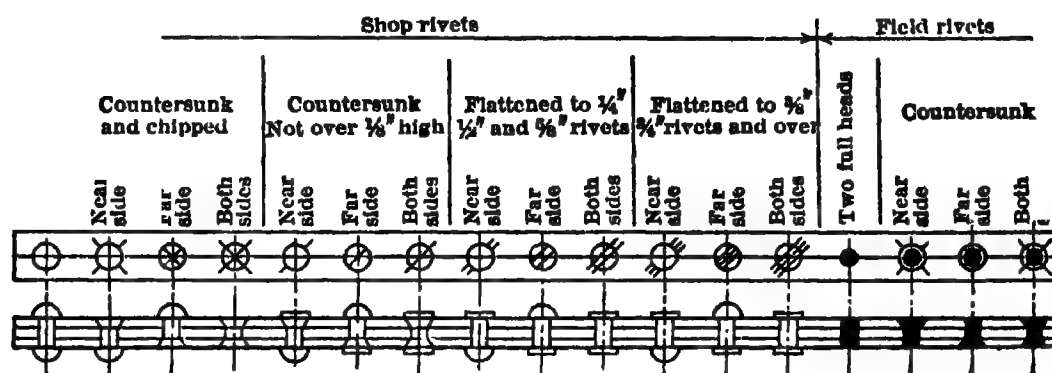 Shop rivets
Field rivets
Countersunk
and chipped
Countersunk
Not over 1/8" high
Flattened to 1/4"
1/2" and 5/8" rivets
Flattened to 3/8"
3/4" rivets and over
Two full heads
Countersunk
Near
side
Far
side
Both
sides
Near
side
Far
side
Both
sides
Near
side
Far
side
Both
sides
Near
side
Far
side
Both
sides
Near
side
Far
side
Both